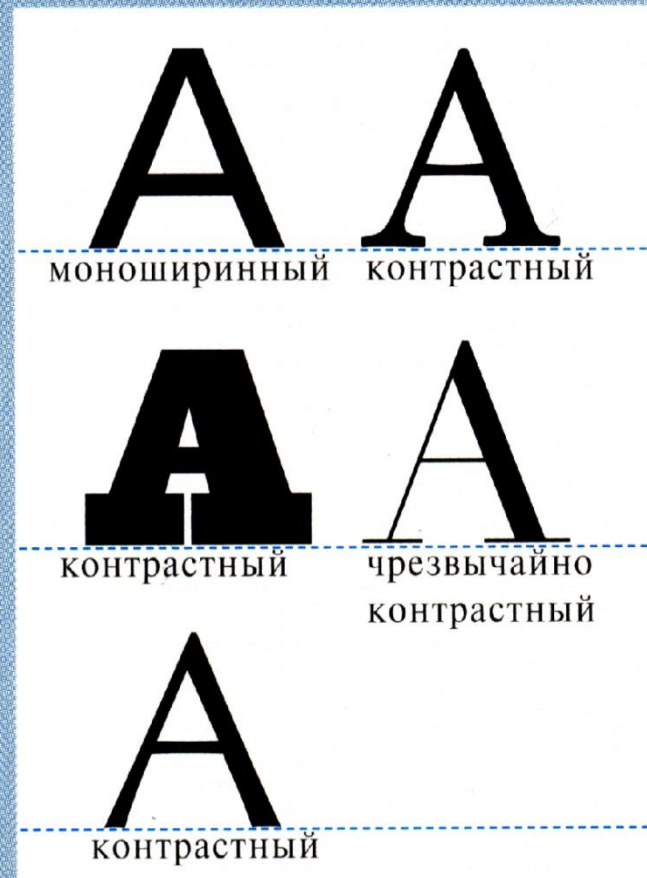 А А
моноширинный контрастный
А А
контрастный чрезвычайно
контрастный
А
контрастный